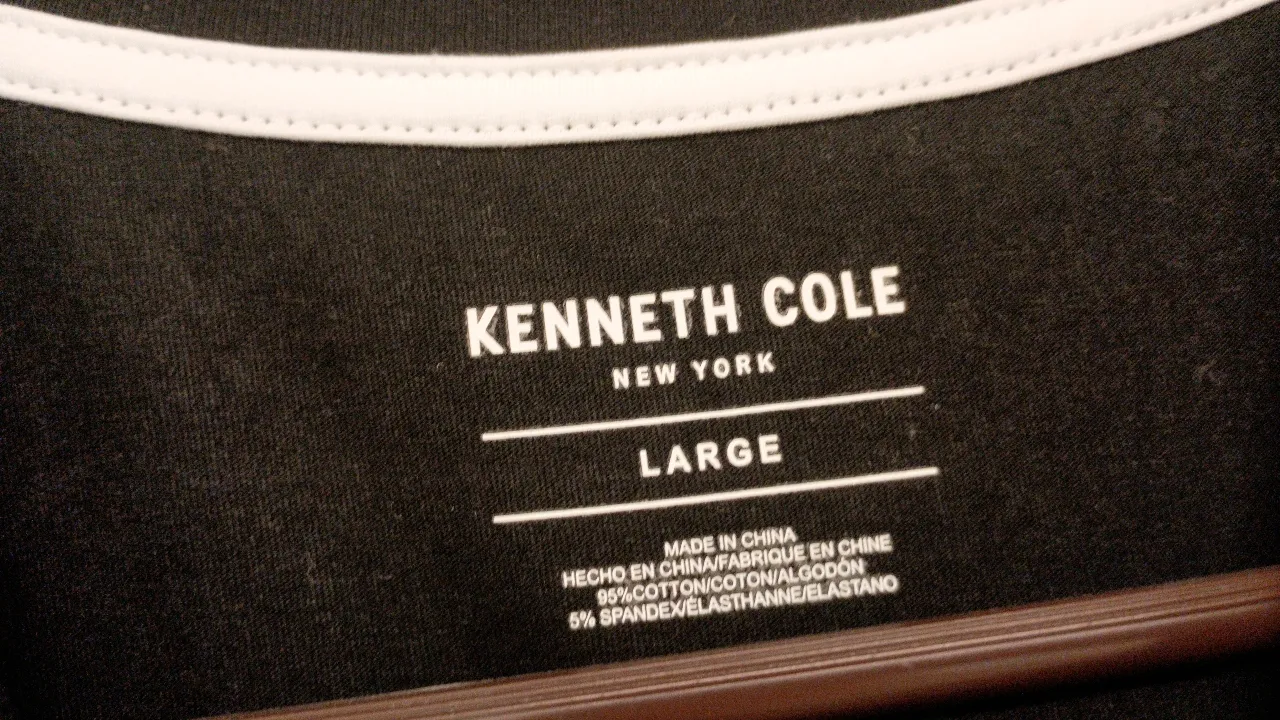 KENNETH COLE
NEW YORK
LARGE
MADE IN CHINA
HECHO EN CHINA/FABRIQUE EN CHINE
95%COTTON/COTON/ALGODÓN
5% SPANDEX/ÉLASTHANNE/ELASTANO